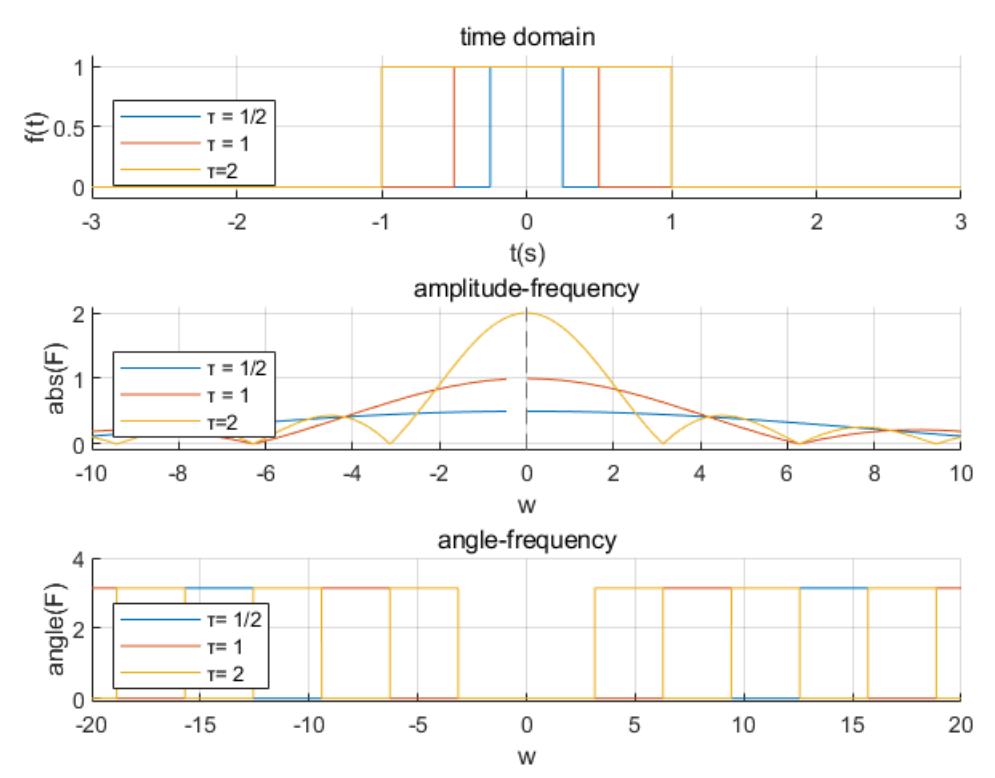 time domain
f(t)
1
0.5
0
τ = 1/2
τ = 1
τ=2
-3 -2 -1 0 1 2 3
t(s)
amplitude-frequency
abs(F)
2
1
0
τ = 1/2
τ = 1
τ=2
-10 -8 -6 -4 -2 0 2 4 6 8 10
w
angle-frequency
angle(F)
4
2
0
τ= 1/2
τ= 1
τ= 2
-20 -15 -10 -5 0 5 10 15 20
w